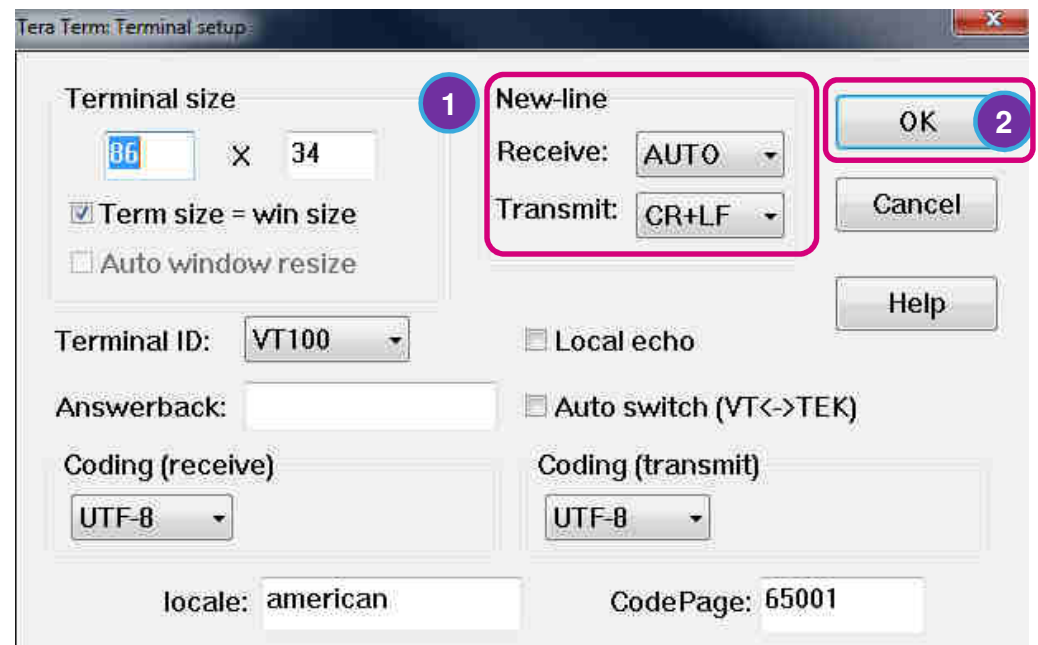 Tera Term: Terminal setup
Terminal size
86 X 34
Term size = win size
Auto window resize
1
New-line
Receive: AUTO
Transmit: CR+LF
OK
2
Cancel
Help
Terminal ID: VT100
Local echo
Answerback:
Auto switch (VT<->TEK)
Coding (receive)
UTF-8
Coding (transmit)
UTF-8
locale: american
CodePage: 65001